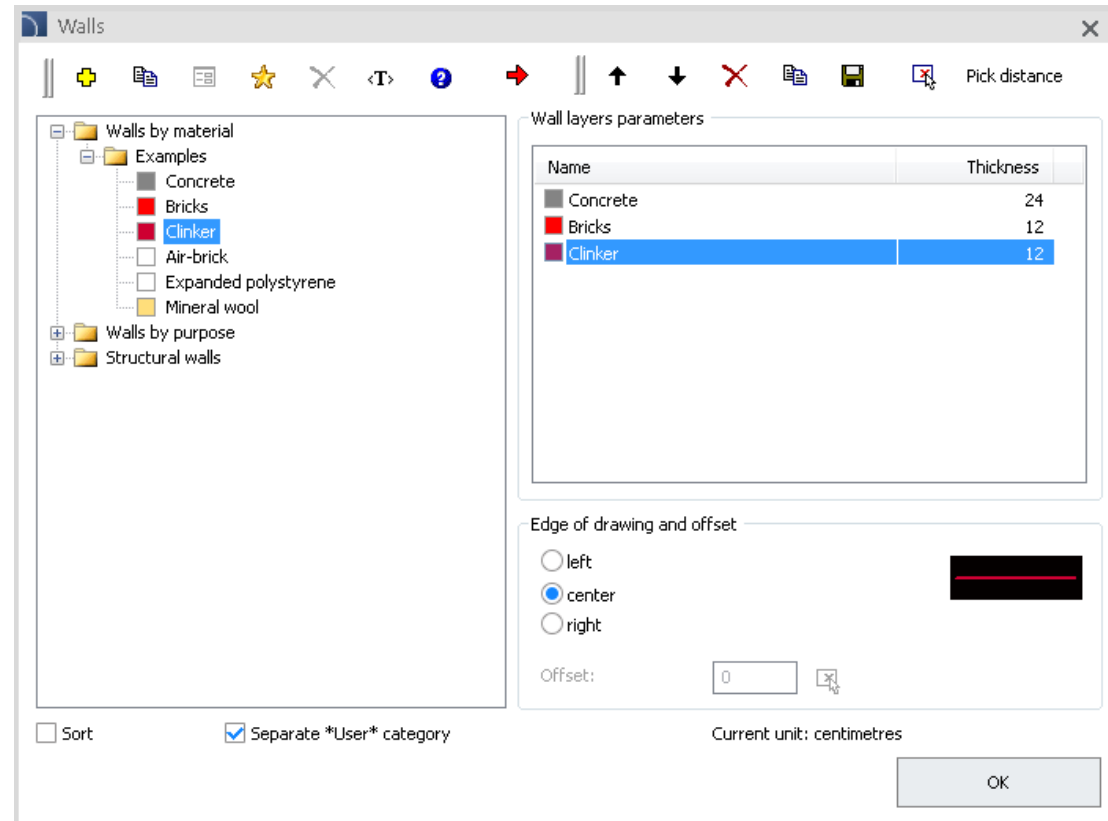 Walls
<T>
Pick distance
Walls by material
Examples
Concrete
Bricks
Clinker
Air-brick
Expanded polystyrene
Mineral wool
Walls by purpose
Structural walls
Wall layers parameters
Name Thickness
Concrete 24
Bricks 12
Clinker 12
Edge of drawing and offset
left
center
right
Offset: 0
Sort
Separate *User* category
Current unit: centimetres
OK